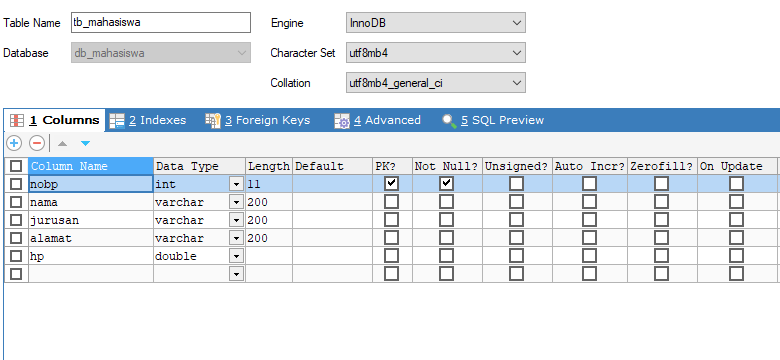 Table Name tb_mahasiswa Engine InnoDB
Database db_mahasiswa Character Set utf8mb4
Collation utf8mb4_general_ci
1 Columns 2 Indexes 3 Foreign Keys 4 Advanced 5 SQL Preview
Column Name Data Type Length Default PK? Not Null? Unsigned? Auto Incr? Zerofill? On Update
nobp int 11
nama varchar 200
jurusan varchar 200
alamat varchar 200
hp double